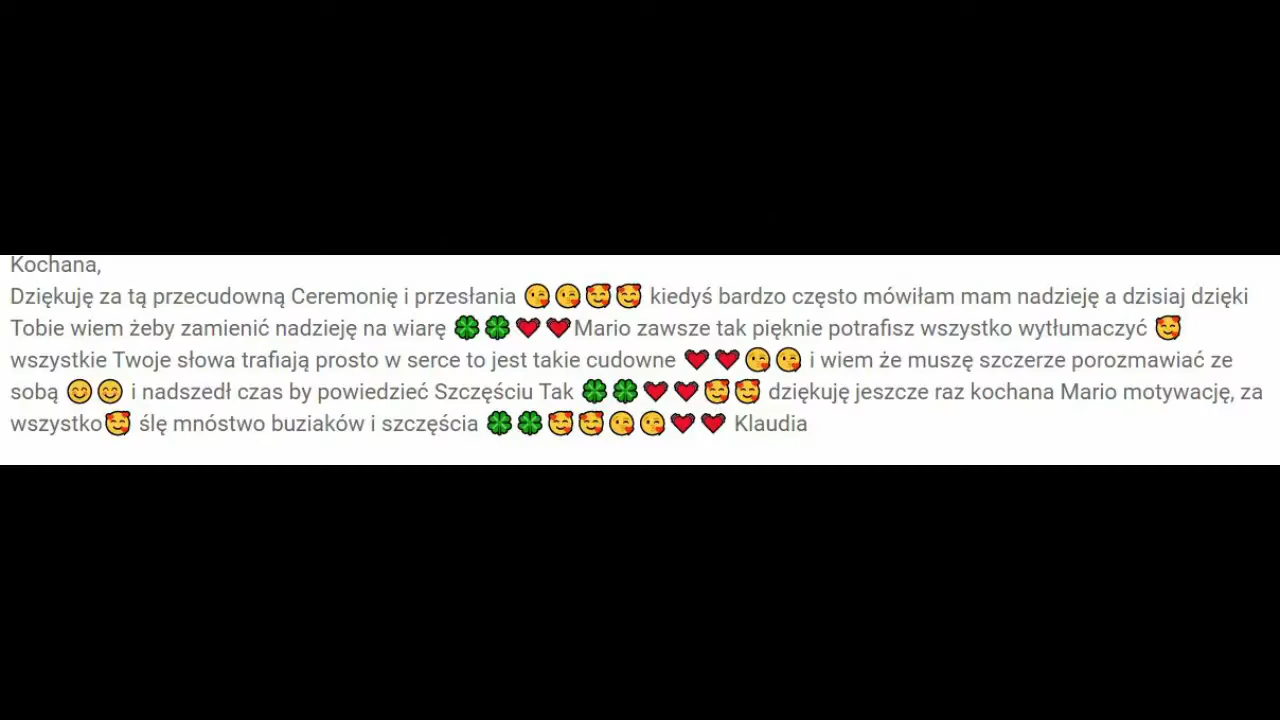 Kochana,
Dziękuję za tą przecudowną Ceremonię i przesłania 😘😘🥰🥰 kiedyś bardzo często mówiłam mam nadzieję a dzisiaj dzięki
Tobie wiem żeby zamienić nadzieję na wiarę 🍀🍀❤️❤️Mario zawsze tak pięknie potrafisz wszystko wytłumaczyć 🥰
wszystkie Twoje słowa trafiają prosto w serce to jest takie cudowne ❤️❤️😘😘 i wiem że muszę szczerze porozmawiać ze
sobą 😊😊 i nadszedł czas by powiedzieć Szczęściu Tak 🍀🍀❤️❤️🥰🥰 dziękuję jeszcze raz kochana Mario motywację, za
wszystko🥰 ślę mnóstwo buziaków i szczęścia 🍀🍀🥰🥰😘😘❤️❤️ Klaudia